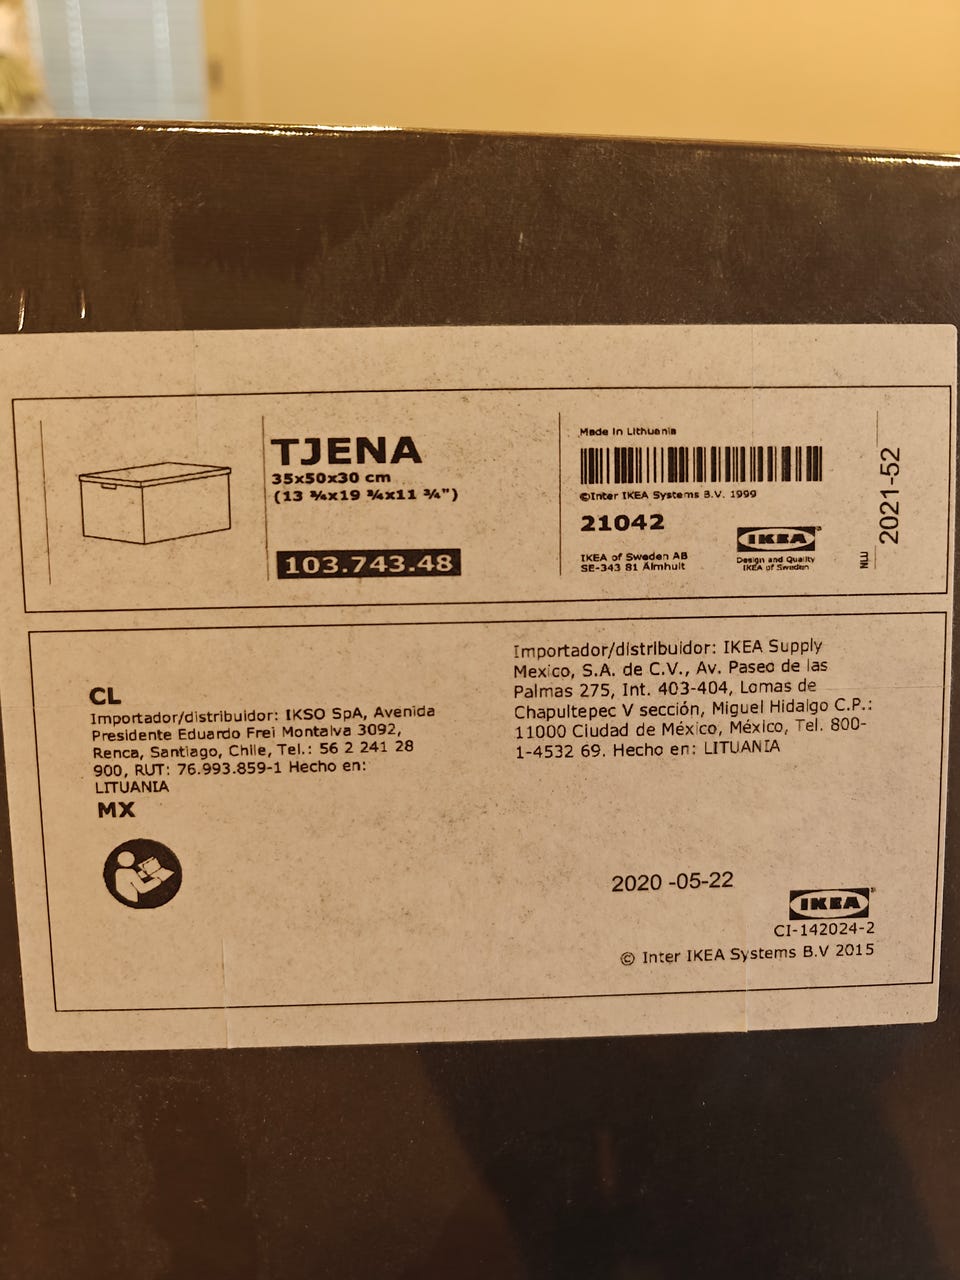 TJENA
35x50x30 cm
(13 ¾x19 ¾x11 ¾")
103.743.48
Made in Lithuania
©Inter IKEA Systems B.V. 1999
21042
IKEA of Sweden AB
SE-343 81 Älmhult
IKEA®
Design and Quality
IKEA of Sweden
NLU
2021-52
CL
Importador/distribuidor: IKSO SpA, Avenida
Presidente Eduardo Frei Montalva 3092,
Renca, Santiago, Chile, Tel.: 56 2 241 28
900, RUT: 76.993.859-1 Hecho en:
LITUANIA
MX
Importador/distribuidor: IKEA Supply
Mexico, S.A. de C.V., Av. Paseo de las
Palmas 275, Int. 403-404, Lomas de
Chapultepec V sección, Miguel Hidalgo C.P.:
11000 Ciudad de México, México, Tel. 800-
1-4532 69. Hecho en: LITUANIA
2020 -05-22
IKEA®
CI-142024-2
© Inter IKEA Systems B.V 2015